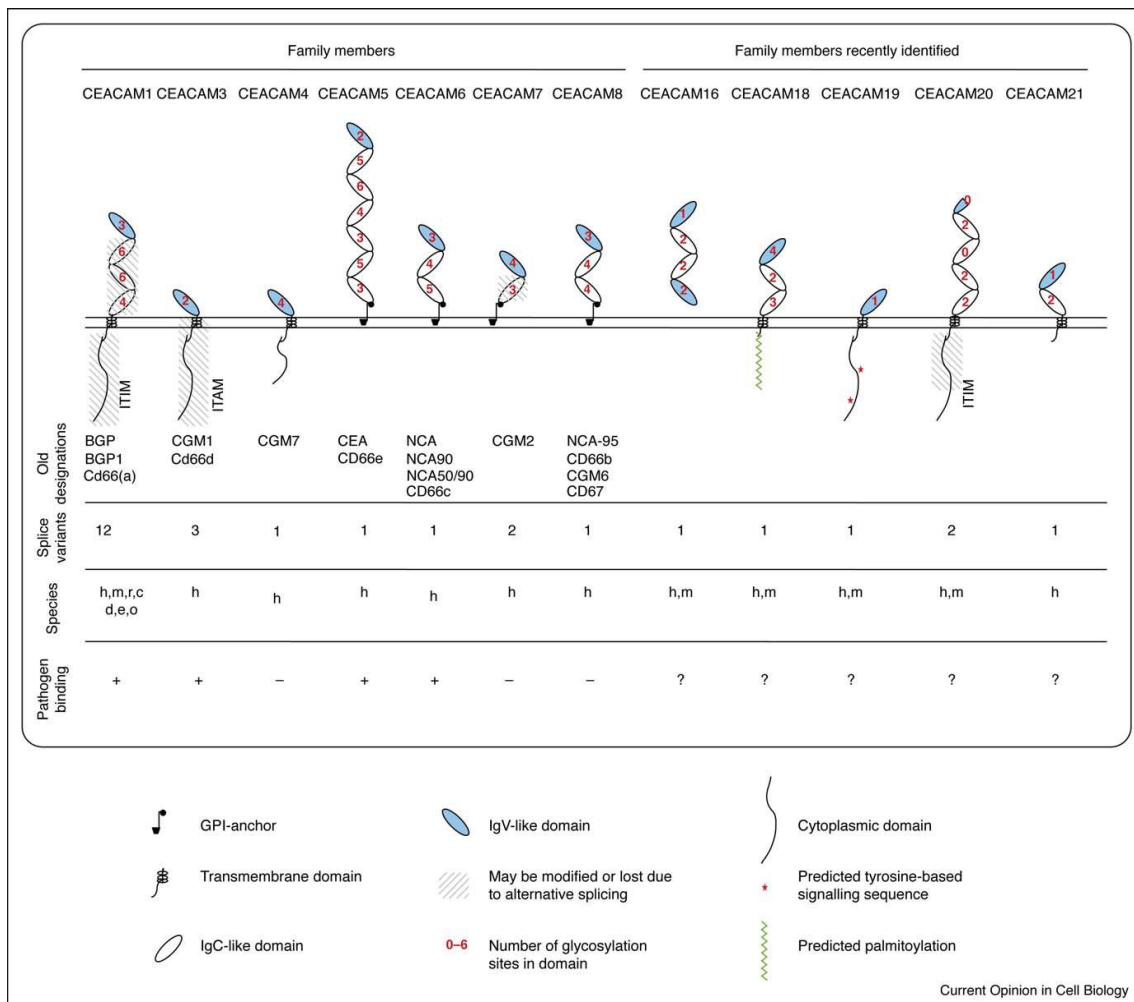 Family members
Family members recently identified
CEACAM1 CEACAM3 CEACAM4 CEACAM5 CEACAM6 CEACAM7 CEACAM8 CEACAM16 CEACAM18 CEACAM19 CEACAM20 CEACAM21
3 6 6 4
2
4
2 5 6 4 3 5 3
3 4 5
4 3
3 4 4
1 2 2 2
4 2 3
1
0 2 0 2 2
1 2
ITIM
ITAM
ITIM
Old designations
BGP
BGP1
Cd66(a)
CGM1
Cd66d
CGM7
CEA
CD66e
NCA
NCA90
NCA50/90
CD66c
CGM2
NCA-95
CD66b
CGM6
CD67
Splice variants
12 3 1 1 1 2 1 1 1 1 2 1
Species
h,m,r,c
d,e,o
h h h h h h h,m h,m h,m h,m h
Pathogen binding
+ + – + + – – ? ? ? ? ?
GPI-anchor
IgV-like domain
Cytoplasmic domain
Transmembrane domain
May be modified or lost due
to alternative splicing
Predicted tyrosine-based
signalling sequence
IgC-like domain
0–6
Number of glycosylation
sites in domain
Predicted palmitoylation
Current Opinion in Cell Biology